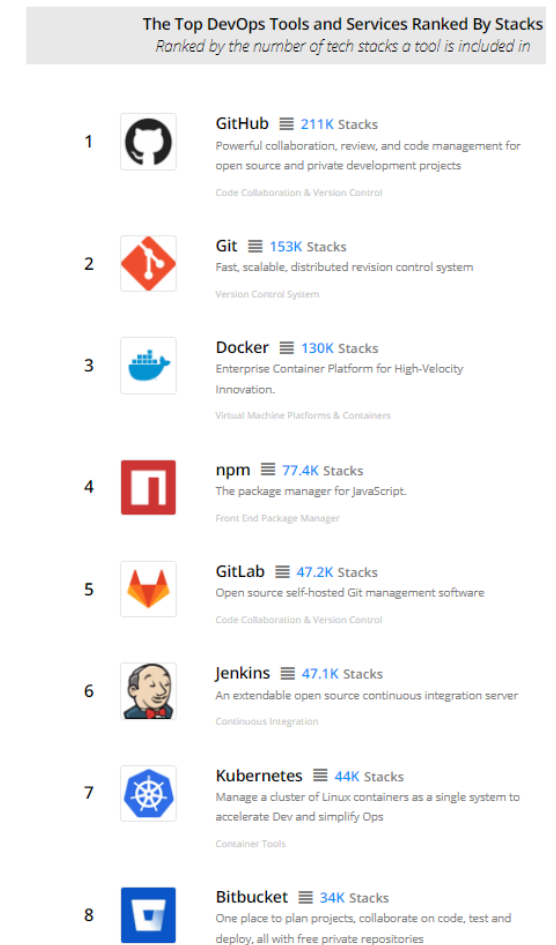 The Top DevOps Tools and Services Ranked By Stacks
Ranked by the number of tech stacks a tool is included in
1
GitHub 211K Stacks
Powerful collaboration, review, and code management for
open source and private development projects
Code Collaboration & Version Control
2
Git 153K Stacks
Fast, scalable, distributed revision control system
Version Control System
3
Docker 130K Stacks
Enterprise Container Platform for High-Velocity
Innovation.
Virtual Machine Platforms & Containers
4
npm 77.4K Stacks
The package manager for JavaScript.
Front End Package Manager
5
GitLab 47.2K Stacks
Open source self-hosted Git management software
Code Collaboration & Version Control
6
Jenkins 47.1K Stacks
An extendable open source continuous integration server
Continuous Integration
7
Kubernetes 44K Stacks
Manage a cluster of Linux containers as a single system to
accelerate Dev and simplify Ops
Container Tools
8
Bitbucket 34K Stacks
One place to plan projects, collaborate on code, test and
deploy, all with free private repositories